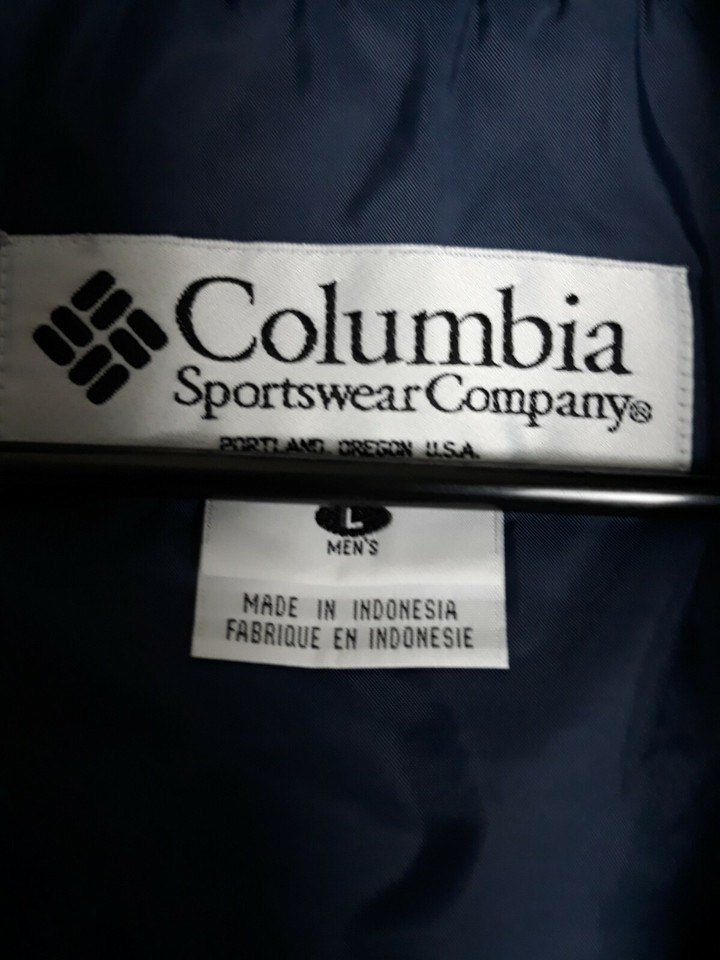 Columbia
Sportswear Company®
PORTLAND. OREGON U.S.A.
L
MEN'S
MADE IN INDONESIA
FABRIQUE EN INDONESIE